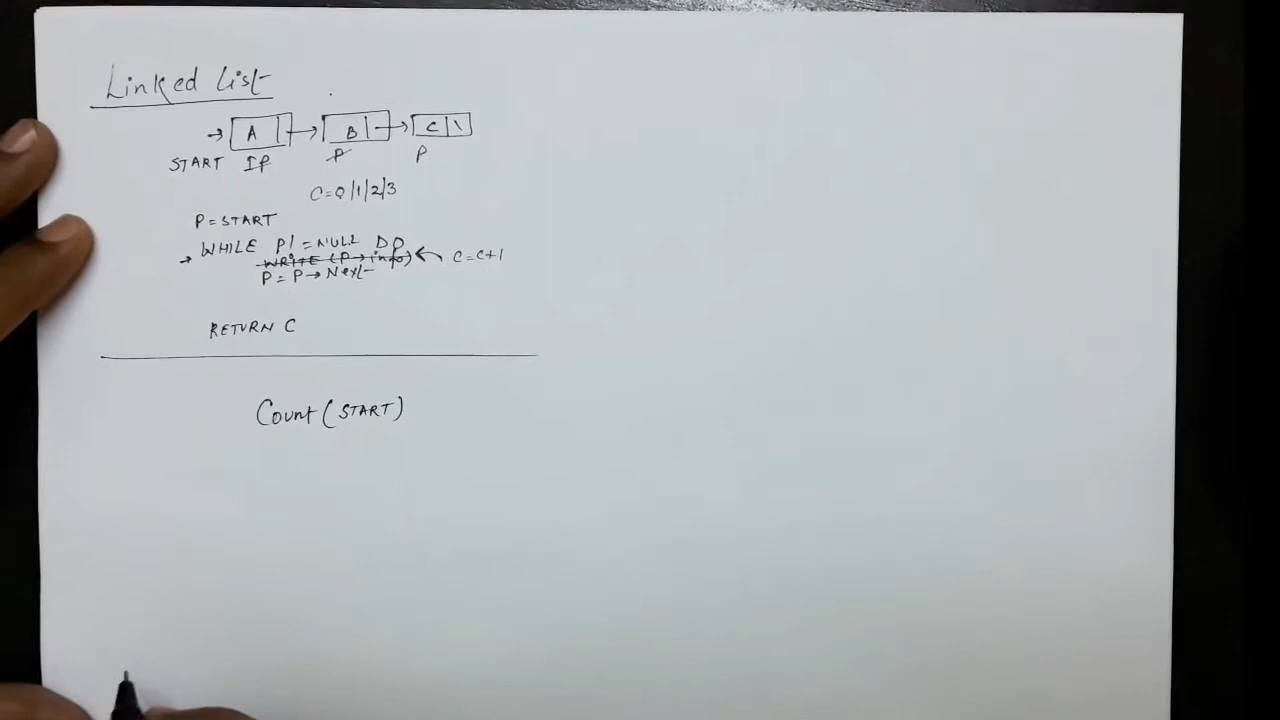 Linked List
→ A → B → C \
START P P P
C=0/1/2/3
P = START
→ WHILE P != NULL DO
WRITE (P → info) ← C=C+1
P = P → Next
RETURN C
Count (START)